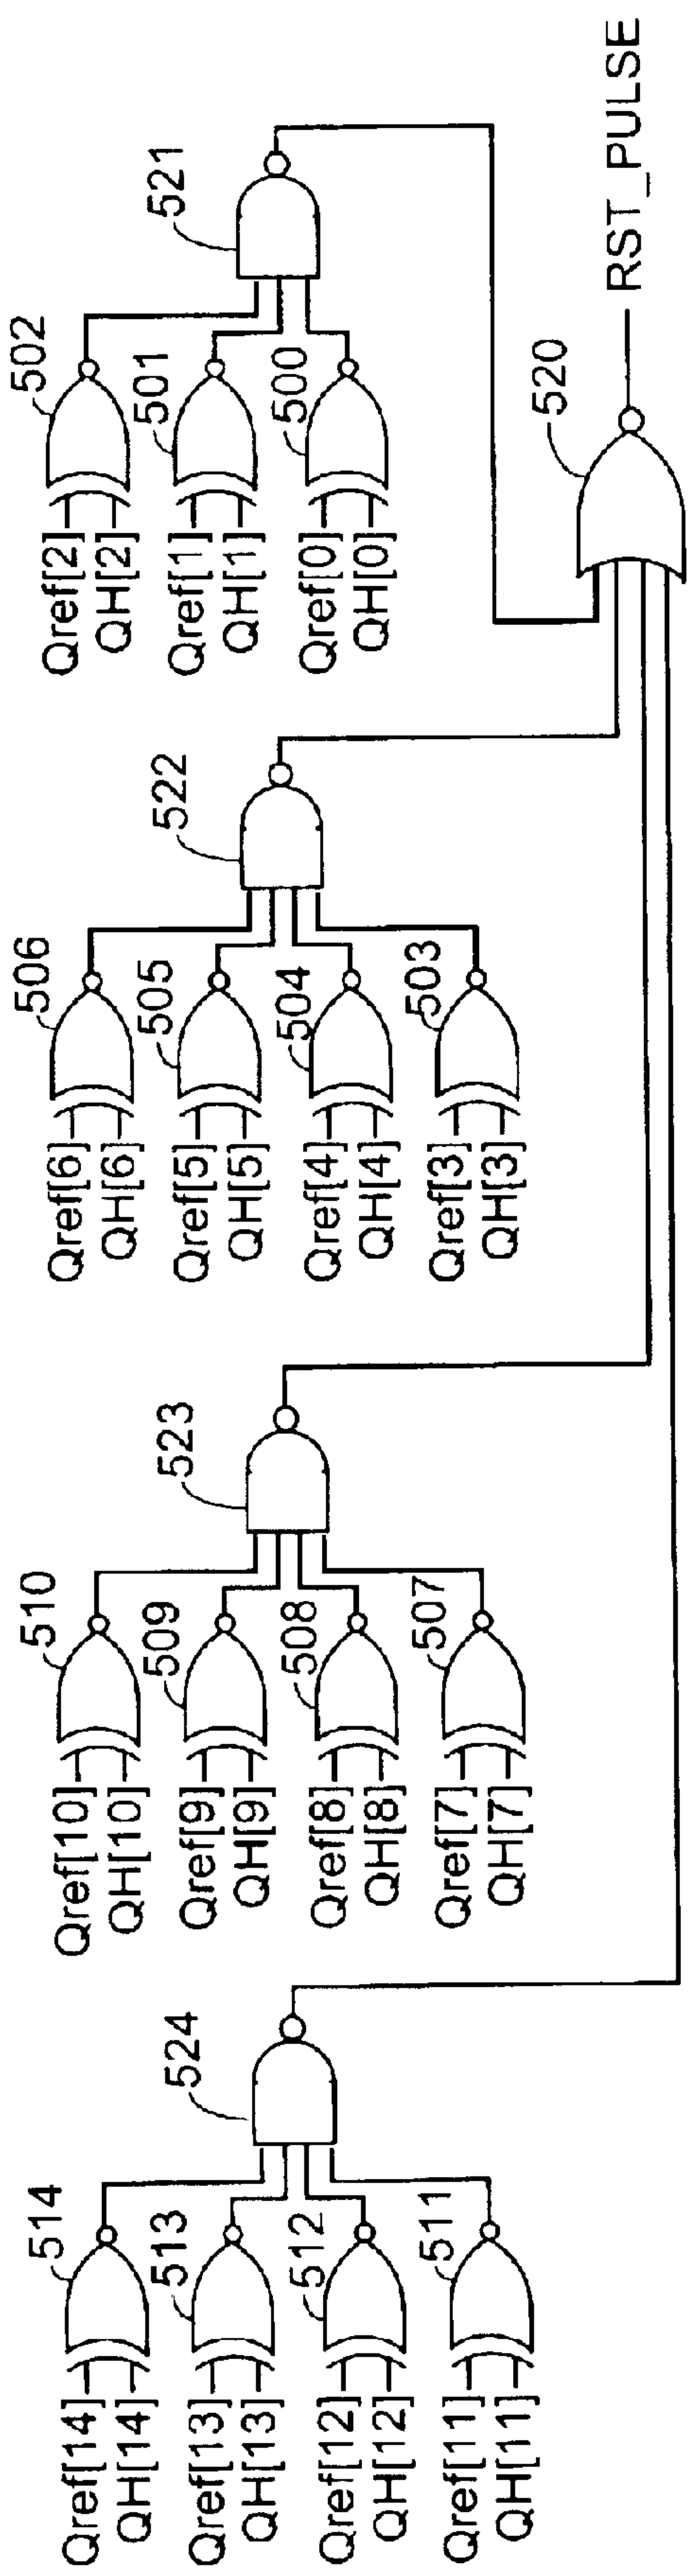 514
Qref[14]
QH[14]
513
Qref[13]
QH[13]
512
Qref[12]
QH[12]
511
Qref[11]
QH[11]
524
510
Qref[10]
QH[10]
509
Qref[9]
QH[9]
508
Qref[8]
QH[8]
507
Qref[7]
QH[7]
523
506
Qref[6]
QH[6]
505
Qref[5]
QH[5]
504
Qref[4]
QH[4]
503
Qref[3]
QH[3]
522
502
Qref[2]
QH[2]
501
Qref[1]
QH[1]
500
Qref[0]
QH[0]
521
520
RST_PULSE